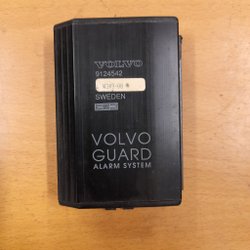 VOLVO
9124542
SWEDEN
VOLVO
GUARD
ALARM SYSTEM